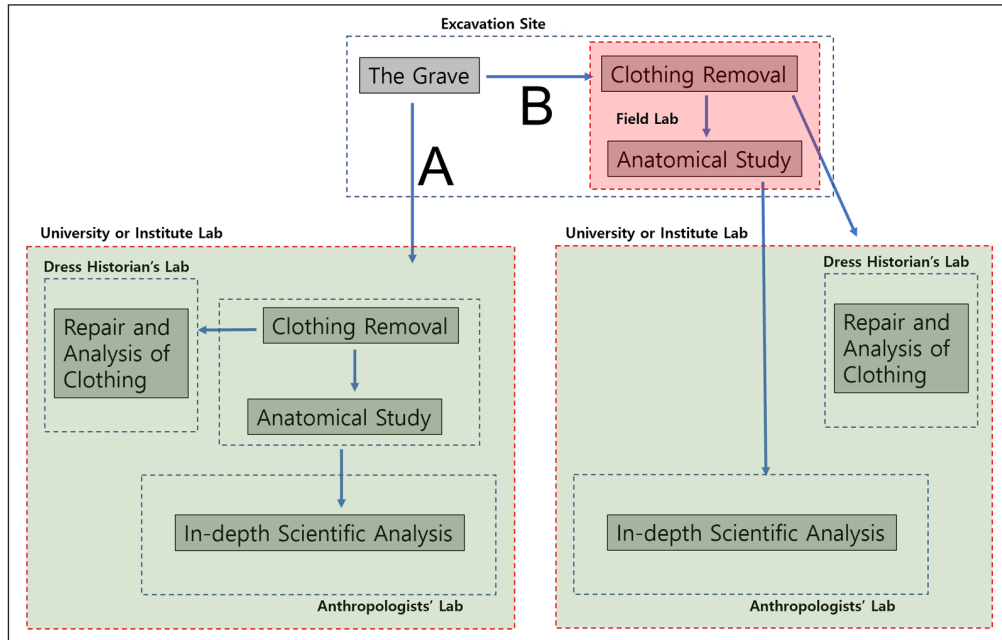 Excavation Site
The Grave
Clothing Removal
B
Field Lab
Anatomical Study
A
University or Institute Lab
Dress Historian's Lab
Repair and
Analysis of
Clothing
Clothing Removal
Anatomical Study
In-depth Scientific Analysis
Anthropologists' Lab
University or Institute Lab
Dress Historian's Lab
Repair and
Analysis of
Clothing
In-depth Scientific Analysis
Anthropologists' Lab